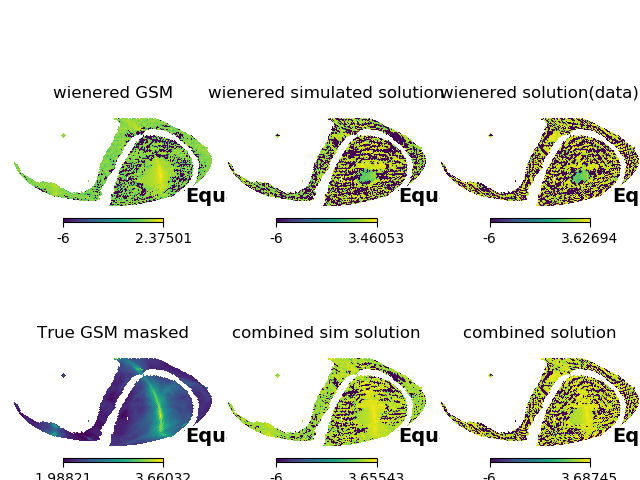 wienered GSM
wienered simulated solution
wienered solution(data)
Equ
Equ
Eq
-6
2.37501
-6
3.46053
-6
3.62694
True GSM masked
combined sim solution
combined solution
Equ
Equ
Eq
1.98821
3.66032
-6
3.65543
-6
3.68745